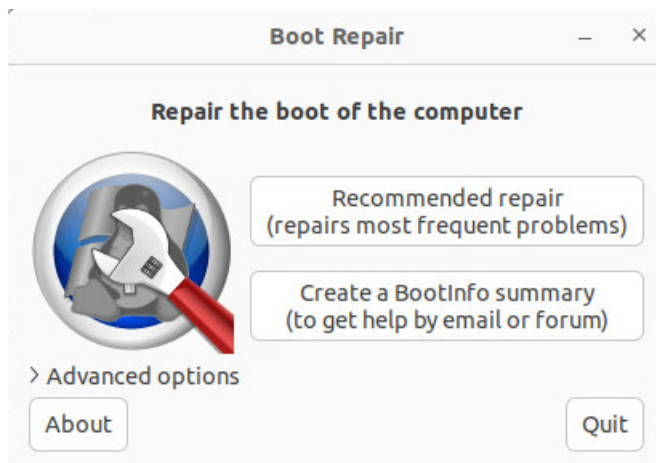 Boot Repair
Repair the boot of the computer
Recommended repair
(repairs most frequent problems)
Create a BootInfo summary
(to get help by email or forum)
Advanced options
About
Quit